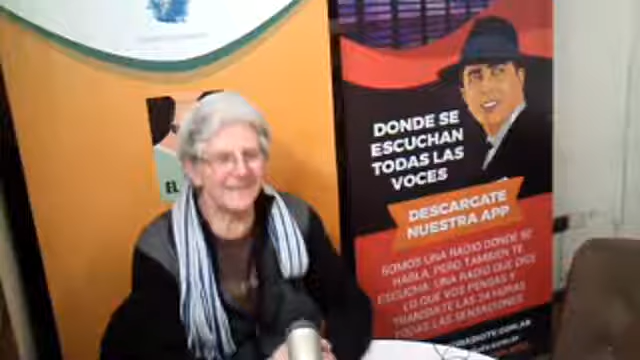 EL
DONDE SE
ESCUCHAN
TODAS LAS
VOCES
DESCARGATE
NUESTRA APP
SOMOS UNA RADIO DONDE SE
HABLA, PERO TAMBIÉN TE
ESCUCHA. UNA RADIO QUE DICE
LO QUE VOS PENSAS Y
TRANSMITE LAS 24 HORAS
TODAS LAS SENSACIONES